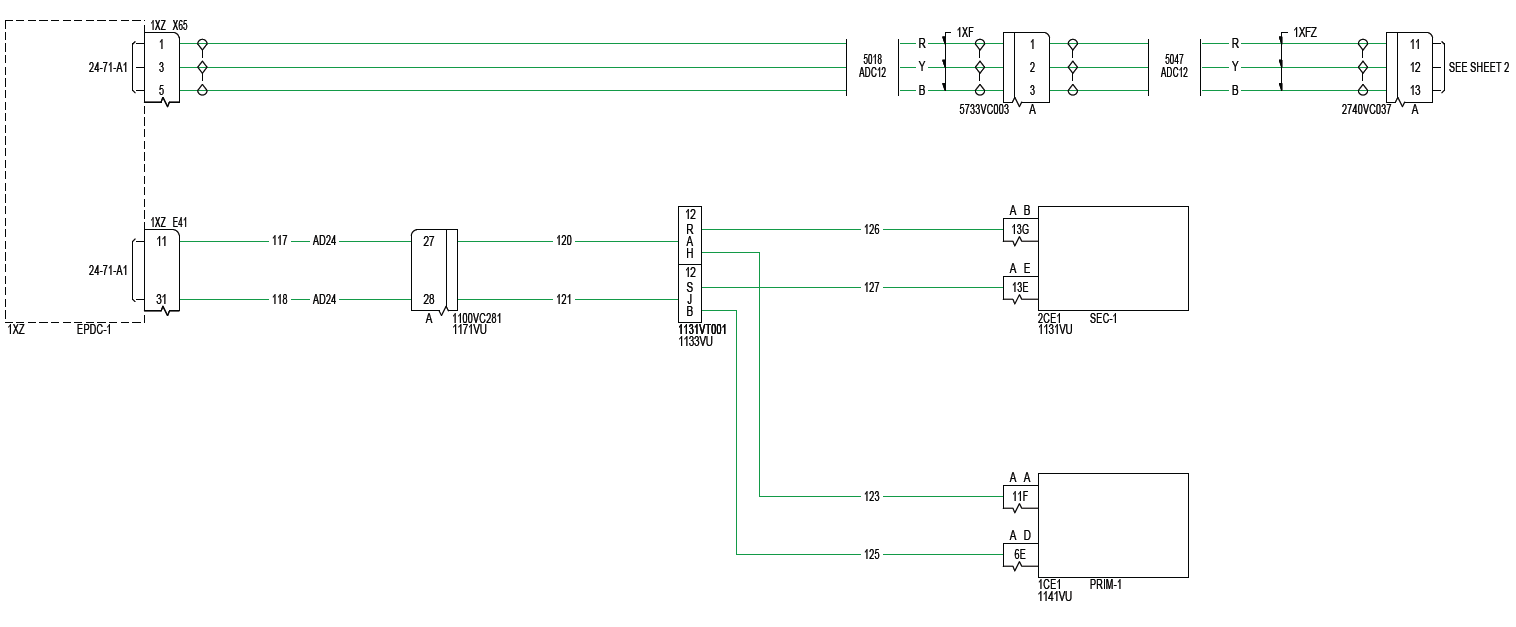 1XZ X65
1XF
1XFZ
1 R 1 R 11
24-71-A1 3 5018 Y 2 5047 Y 12 SEE SHEET 2
ADC12 ADC12
5 B 3 B 13
5733VC003 A 2740VC037 A
1XZ E41
11 117 AD24 27 120
24-71-A1
31 118 AD24 28 121
A 1100VC281
1171VU
1XZ EPDC-1
12
R
A
H
12
S
J
B
1131VT001
1133VU
126
A B
13G
127
A E
13E
2CE1 SEC-1
1131VU
123
A A
11F
125
A D
6E
1CE1 PRIM-1
1141VU